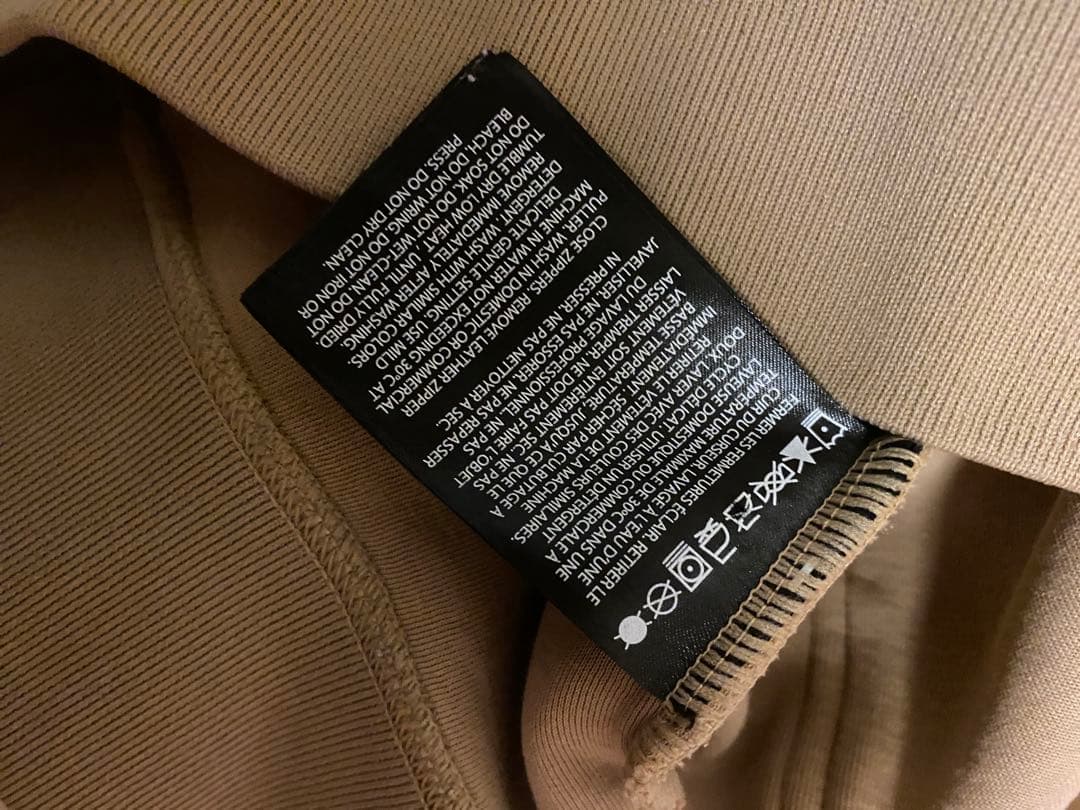 FERMER LES FERMETURES ÉCLAIR. RETIRER LE
CUIR DU CURSEUR. LAVAGE À L'EAU D'UNE
TEMPÉRATURE MAXIMALE DE 30ºC DANS UNE
LAVEUSE DOMESTIQUE OU COMMERCIALE À
CYCLE DÉLICAT. UTILISER UN DÉTERGENT
DOUX. LAVER AVEC DES COULEURS SIMILAIRES.
RETIRER LE VÊTEMENT DE LA MACHINE
IMMÉDIATEMENT. SÉCHER PAR CULBUTAGE À
BASSE TEMPÉRATURE, JUSQU'À CE QUE LE
VÊTEMENT SOIT ENTIÈREMENT SEC. NE PAS
LAISSER TREMPER. NE DOIT PAS FAIRE L'OBJET
DU LAVAGE PROFESSIONNEL. NE PAS
JAVELLISER. NE PAS ESSORER. NE PAS REPASSER
NI PRESSER. NE PAS NETTOYER À SEC.
CLOSE ZIPPERS. REMOVE LEATHER ZIPPER
PULLER. WASH IN DOMESTIC OR COMMERCIAL
MACHINE IN WATER NOT EXCEEDING 30ºC AT
DELICATE GENTLE SETTING. USE MILD
DETERGENT. WASH WITH SIMILAR COLORS.
REMOVE IMMEDIATELY AFTER WASHING.
TUMBLE DRY, LOW HEAT, UNTIL FULLY DRIED.
DO NOT SOAK. DO NOT WET-CLEAN. DO NOT
BLEACH. DO NOT WRING. DO NOT IRON OR
PRESS. DO NOT DRY CLEAN.